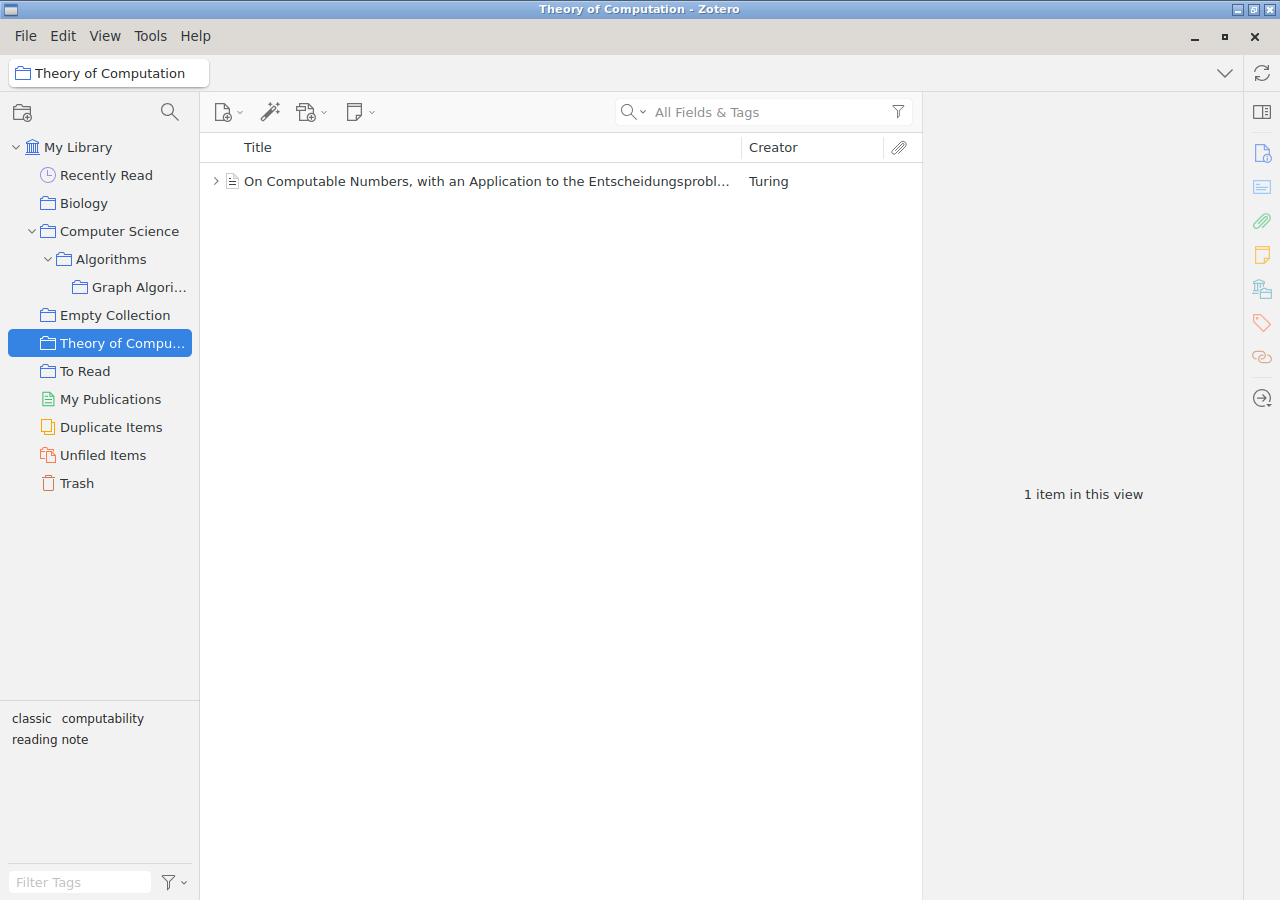 Theory of Computation - Zotero
File Edit View Tools Help
Theory of Computation
All Fields & Tags
Title Creator
On Computable Numbers, with an Application to the Entscheidungsprobl... Turing
My Library
Recently Read
Biology
Computer Science
Algorithms
Graph Algori...
Empty Collection
Theory of Compu...
To Read
My Publications
Duplicate Items
Unfiled Items
Trash
1 item in this view
classic computability
reading note
Filter Tags